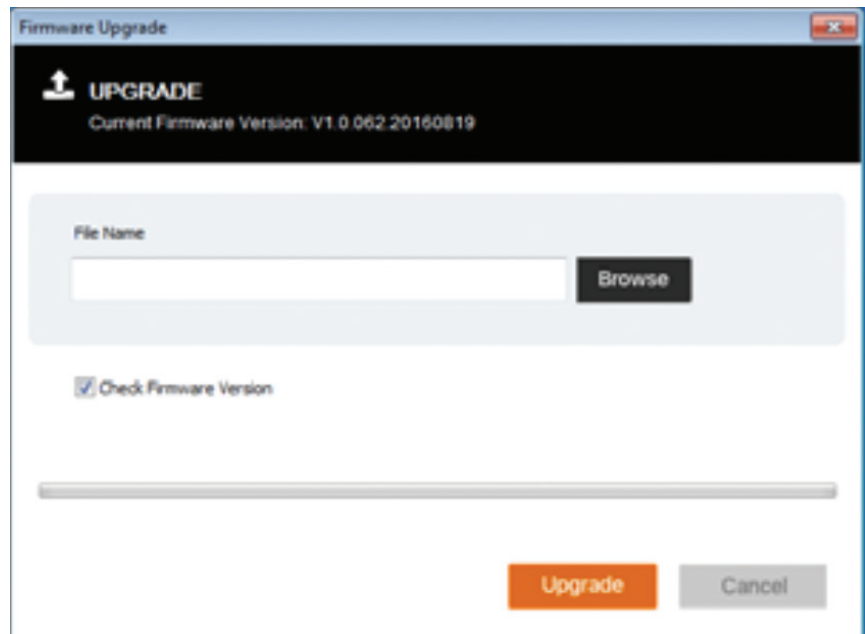 Firmware Upgrade
UPGRADE
Current Firmware Version: V1.0.062.20160819
File Name
Browse
Check Firmware Version
Upgrade
Cancel